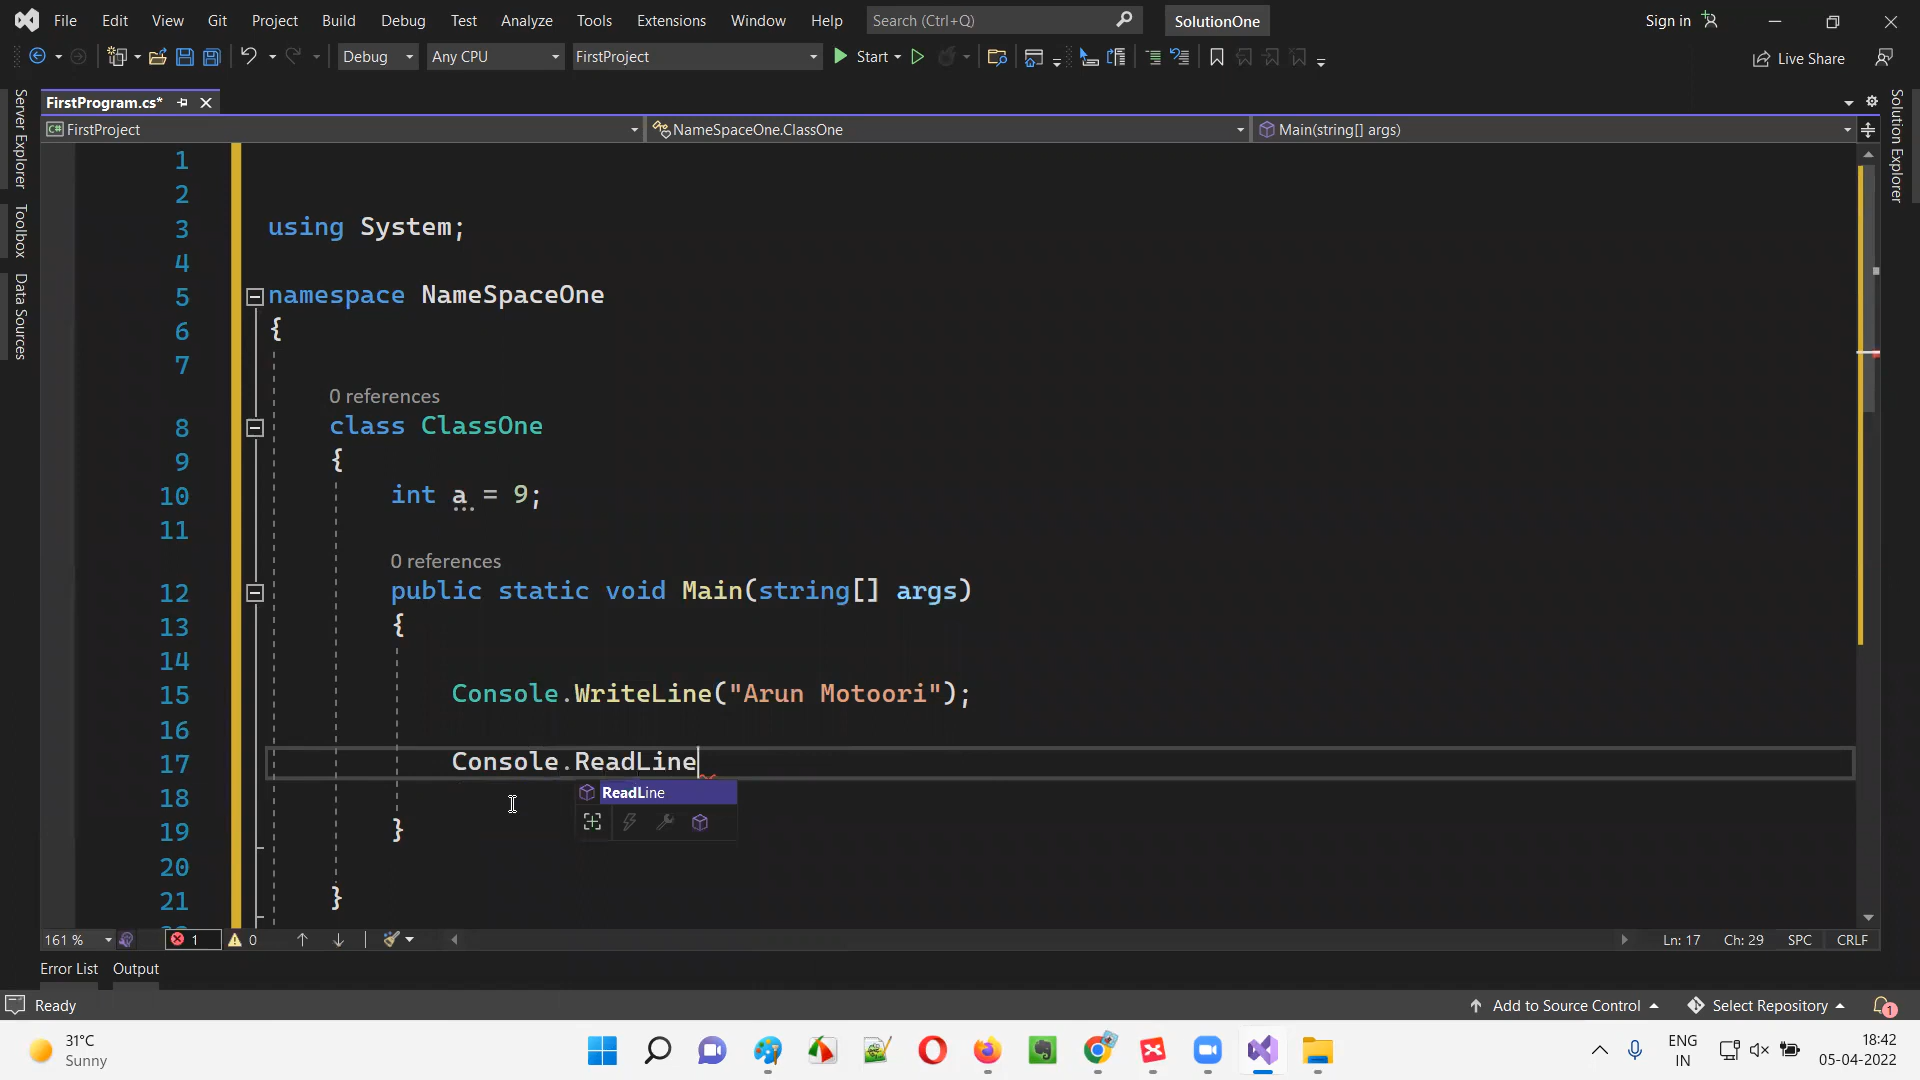 File Edit View Git Project Build Debug Test Analyze Tools Extensions Window Help Search (Ctrl+Q) SolutionOne Sign in
Debug Any CPU FirstProject Start Live Share
FirstProgram.cs*
FirstProject NameSpaceOne.ClassOne Main(string[] args)
Server Explorer
Toolbox
Data Sources
Solution Explorer
1
2
3 using System;
4
5 namespace NameSpaceOne
6 {
7
0 references
8 class ClassOne
9 {
10 int a = 9;
11
0 references
12 public static void Main(string[] args)
13 {
14
15 Console.WriteLine("Arun Motoori");
16
17 Console.ReadLine
ReadLine
18
19 }
20
21 }
161 % 1 0 Ln: 17 Ch: 29 SPC CRLF
Error List Output
Ready Add to Source Control Select Repository 1
31°C
Sunny
ENG
IN
18:42
05-04-2022